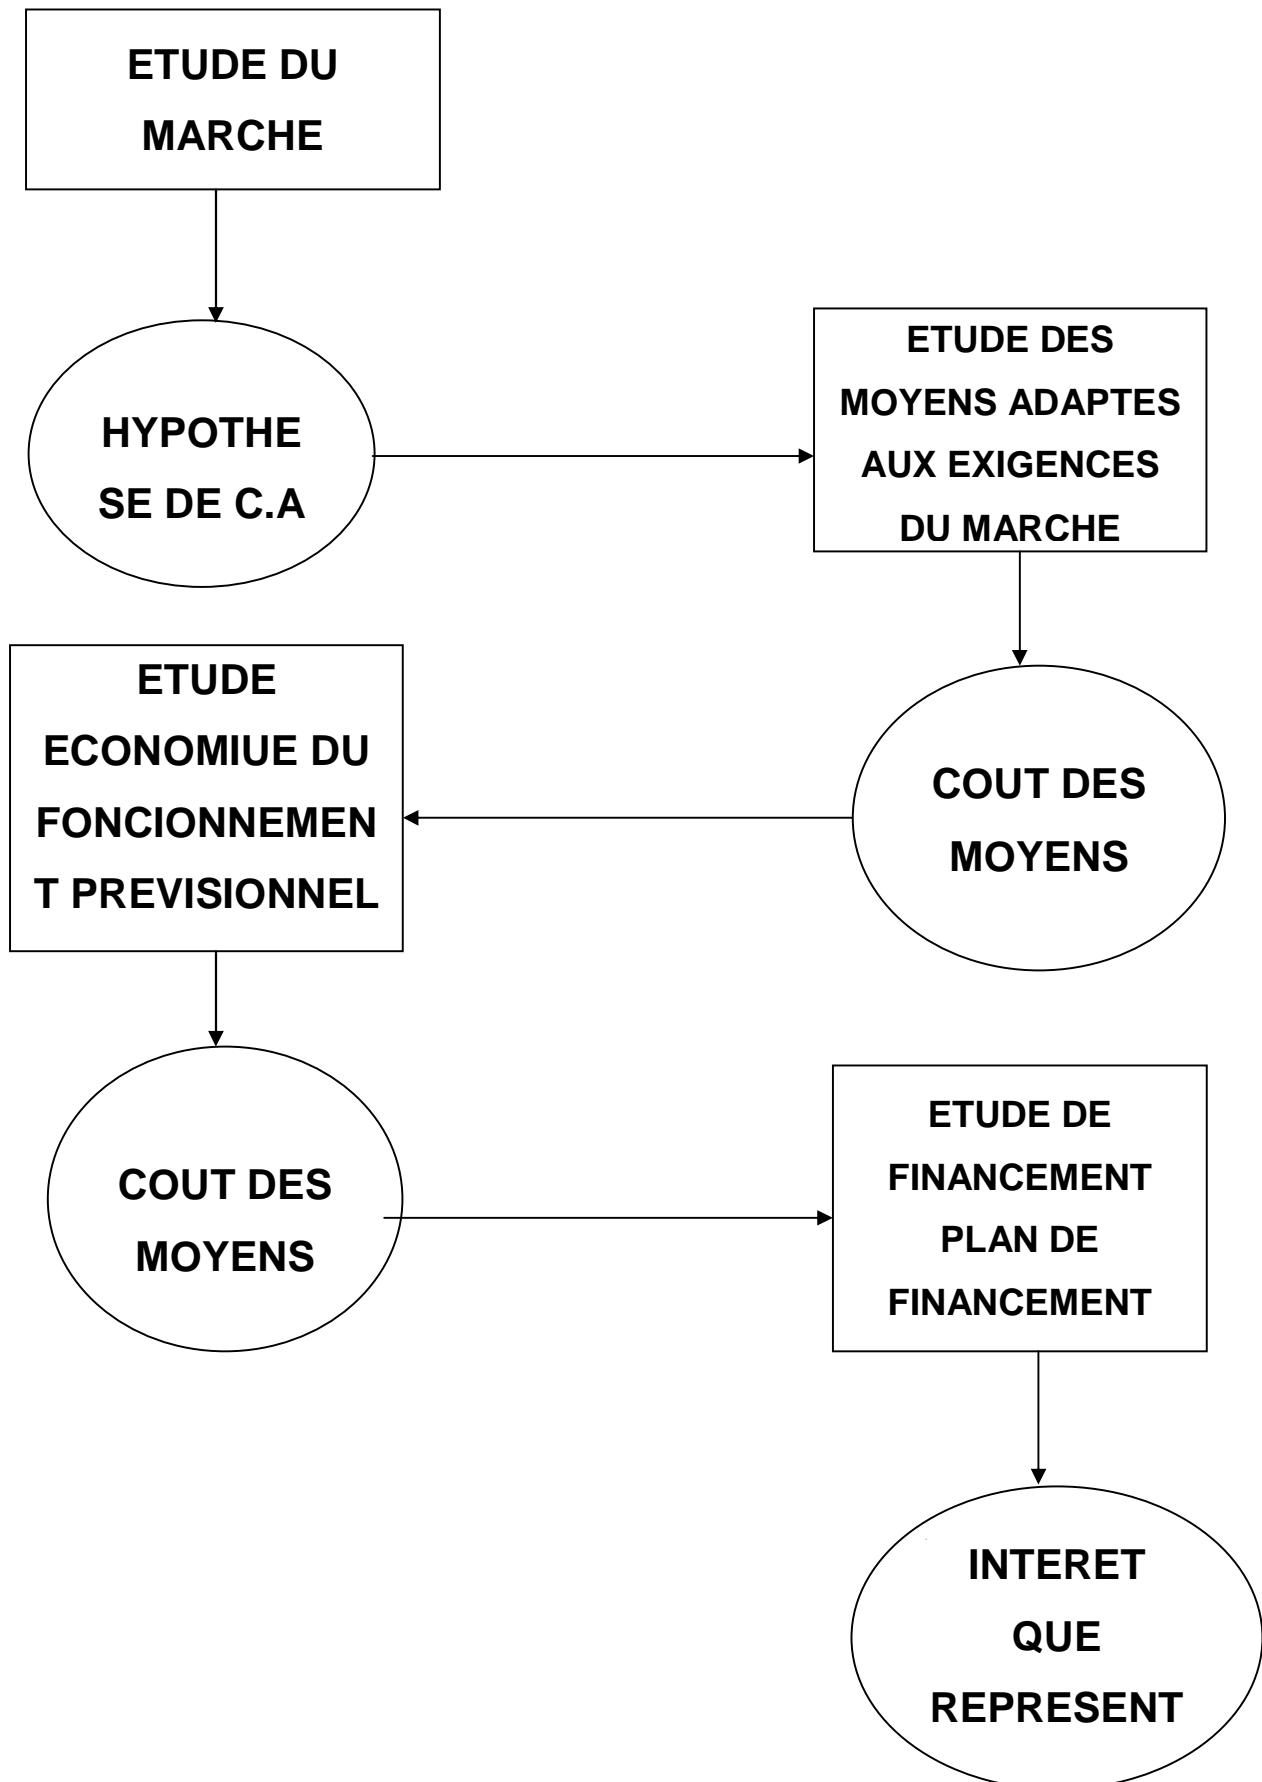 ETUDE DU
MARCHE
HYPOTHE
SE DE C.A
ETUDE DES
MOYENS ADAPTES
AUX EXIGENCES
DU MARCHE
COUT DES
MOYENS
ETUDE
ECONOMIUE DU
FONCIONNEMEN
T PREVISIONNEL
COUT DES
MOYENS
ETUDE DE
FINANCEMENT
PLAN DE
FINANCEMENT
INTERET
QUE
REPRESENT